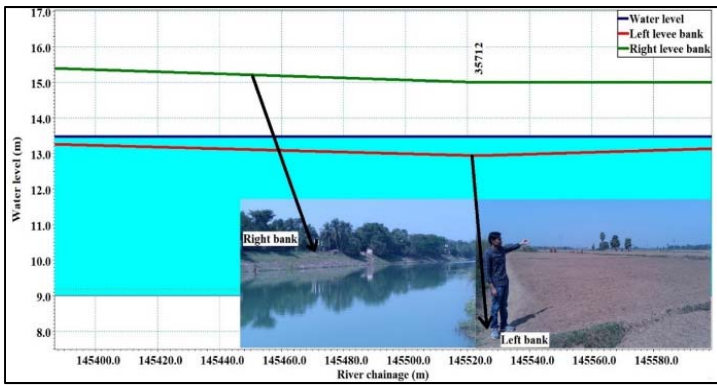 17.0
16.0
15.0
14.0
13.0
12.0
11.0
10.0
9.0
8.0
Water level (m)
35712
Water level
Left levee bank
Right levee bank
Right bank
Left bank
145400.0 145420.0 145440.0 145460.0 145480.0 145500.0 145520.0 145540.0 145560.0 145580.0
River chainage (m)